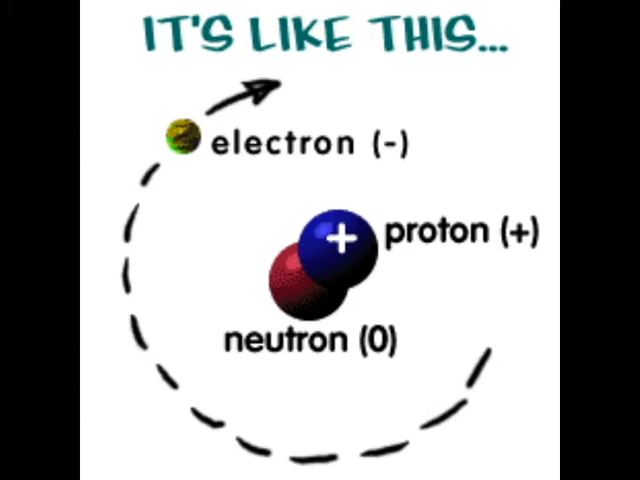 IT'S LIKE THIS...
electron (-)
+
proton (+)
neutron (0)